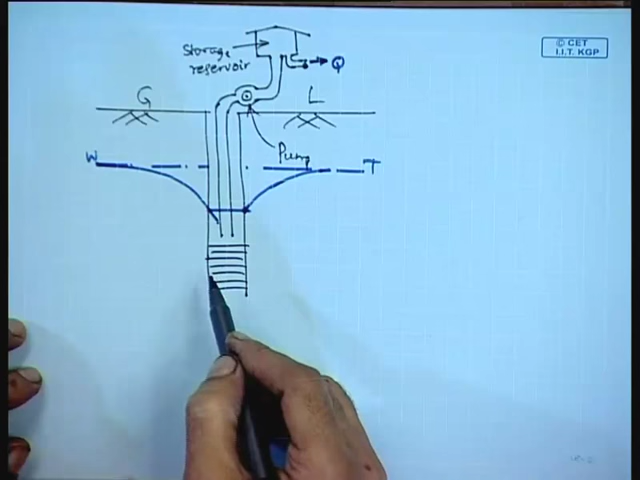 Storage
reservoir
Q
© CET
I.I.T. KGP
G
L
Pump
W
T